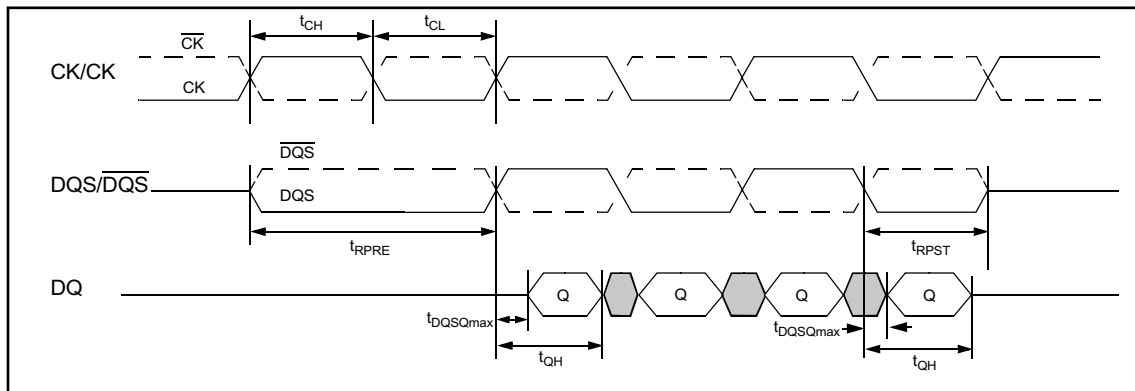 tCH
tCL
CK
CK/CK
CK
DQS
DQS/DQS
DQS
tRPRE
tRPST
DQ
Q
Q
Q
Q
tDQSQmax
tDQSQmax
tQH
tQH